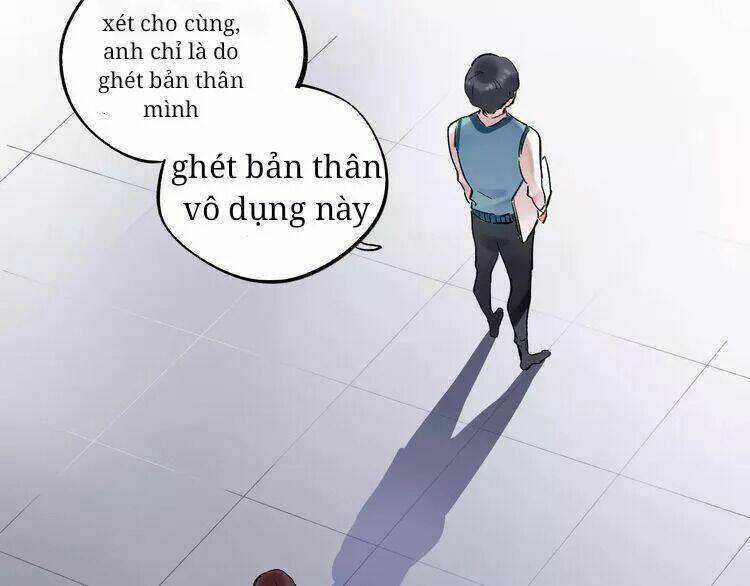 xét cho cùng,
anh chỉ là do
ghét bản thân
mình
ghét bản thân
vô dụng này